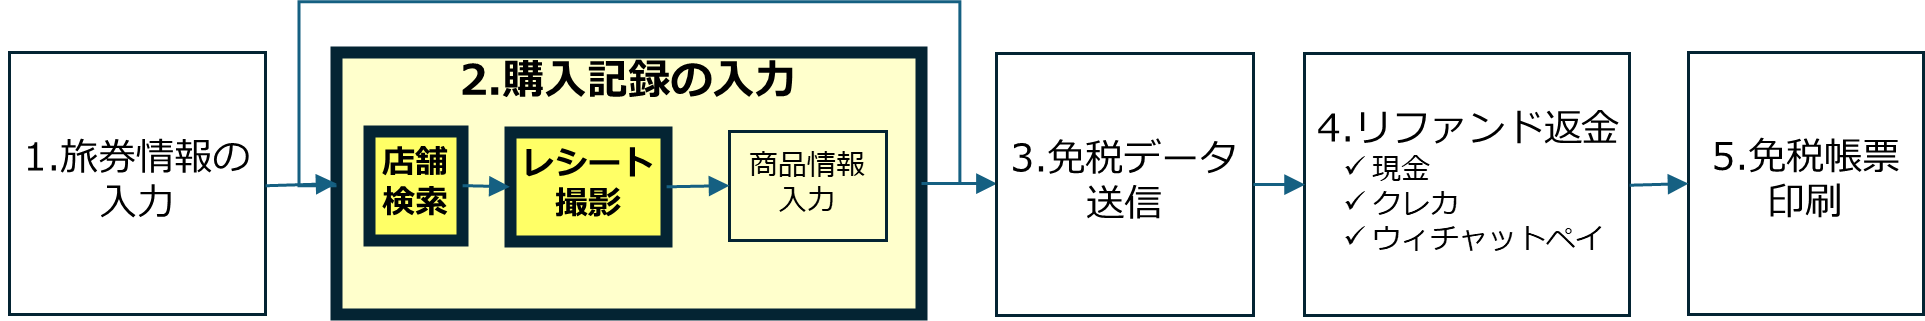 1.旅券情報の
入力
2.購入記録の入力
店舗
検索
レシート
撮影
商品情報
入力
3.免税データ
送信
4.リファンド返金
✓ 現金
✓ クレカ
✓ ウィチャットペイ
5.免税帳票
印刷